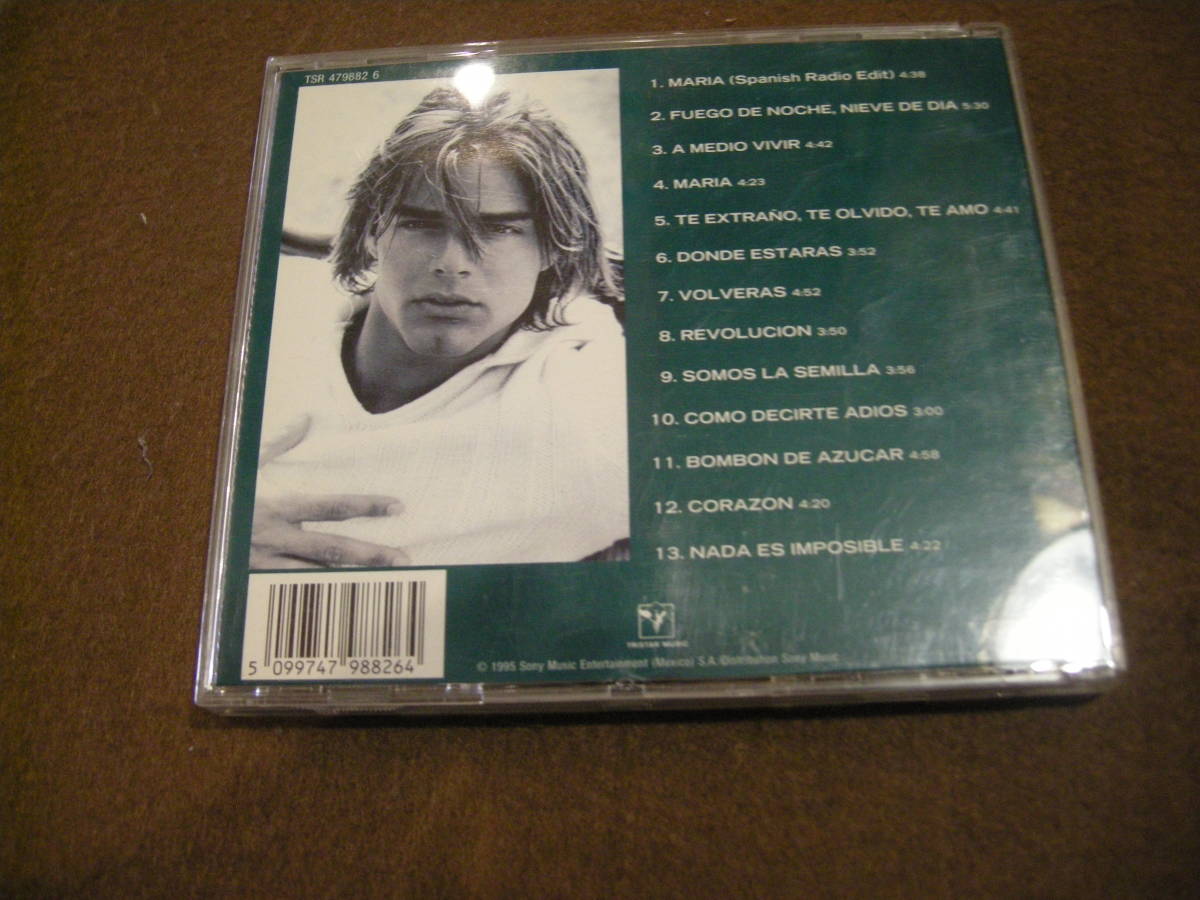 TSR 479882 6
1. MARIA (Spanish Radio Edit) 4:38
2. FUEGO DE NOCHE, NIEVE DE DIA 5:30
3. A MEDIO VIVIR 4:42
4. MARIA 4:23
5. TE EXTRAÑO, TE OLVIDO, TE AMO 4:41
6. DONDE ESTARAS 3:52
7. VOLVERAS 4:52
8. REVOLUCION 3:50
9. SOMOS LA SEMILLA 3:56
10. COMO DECIRTE ADIOS 3:00
11. BOMBON DE AZUCAR 4:58
12. CORAZON 4:20
13. NADA ES IMPOSIBLE 4:22
TRISTAR MUSIC
5 099747 988264
© 1995 Sony Music Entertainment (Mexico) S.A. Distribution Sony Music